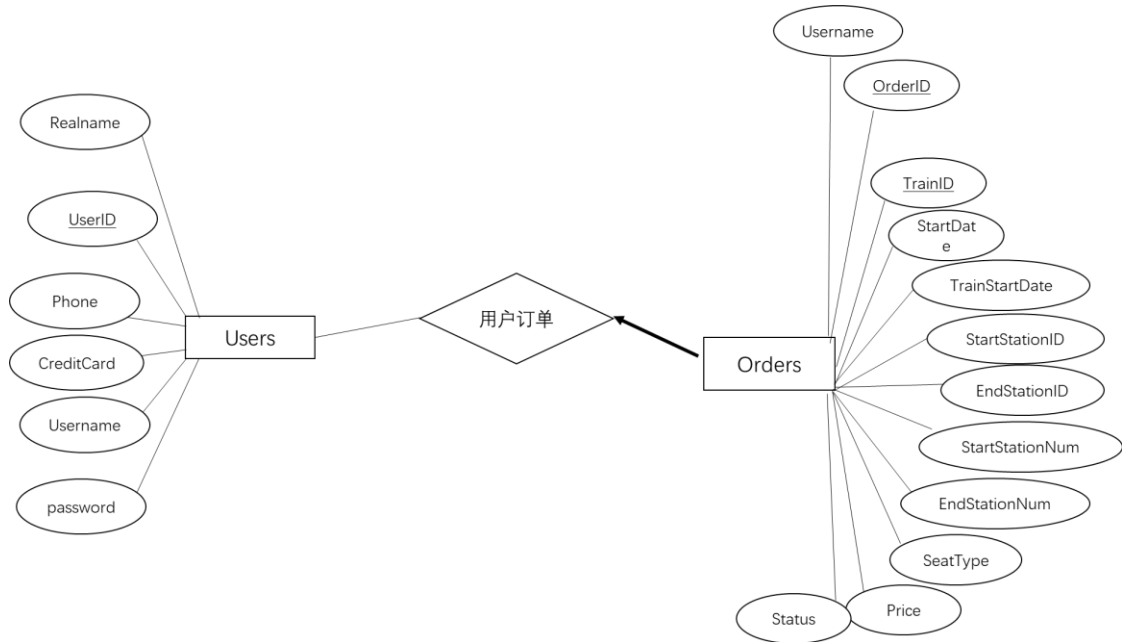 Username
OrderID
Realname
TrainID
UserID
StartDat
e
TrainStartDate
Phone
用户订单
Users
StartStationID
CreditCard
Orders
EndStationID
Username
StartStationNum
password
EndStationNum
SeatType
Status
Price